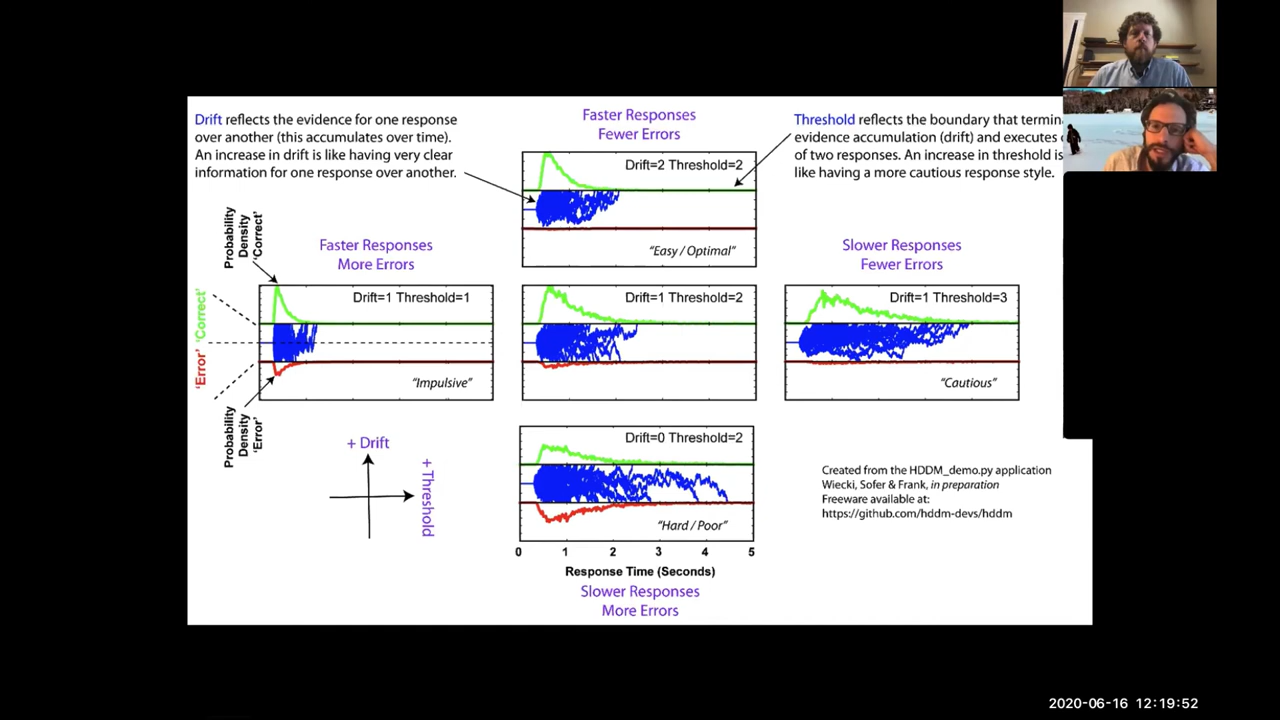 Drift reflects the evidence for one response
over another (this accumulates over time).
An increase in drift is like having very clear
information for one response over another.
Faster Responses
Fewer Errors
Threshold reflects the boundary that
evidence accumulation (drift) and executes
of two responses. An increase in threshold is
like having a more cautious response style.
Drift=2 Threshold=2
"Easy / Optimal"
Probability
Density
'Correct'
Faster Responses
More Errors
Slower Responses
Fewer Errors
'Correct'
'Error'
Drift=1 Threshold=1
"Impulsive"
Drift=1 Threshold=2
Drift=1 Threshold=3
"Cautious"
Probability
Density
'Error'
+ Drift
+ Threshold
Drift=0 Threshold=2
"Hard / Poor"
0 1 2 3 4 5
Response Time (Seconds)
Slower Responses
More Errors
Created from the HDDM_demo.py application
Wiecki, Sofer & Frank, in preparation
Freeware available at:
https://github.com/hddm-devs/hddm
2020-06-16 12:19:52